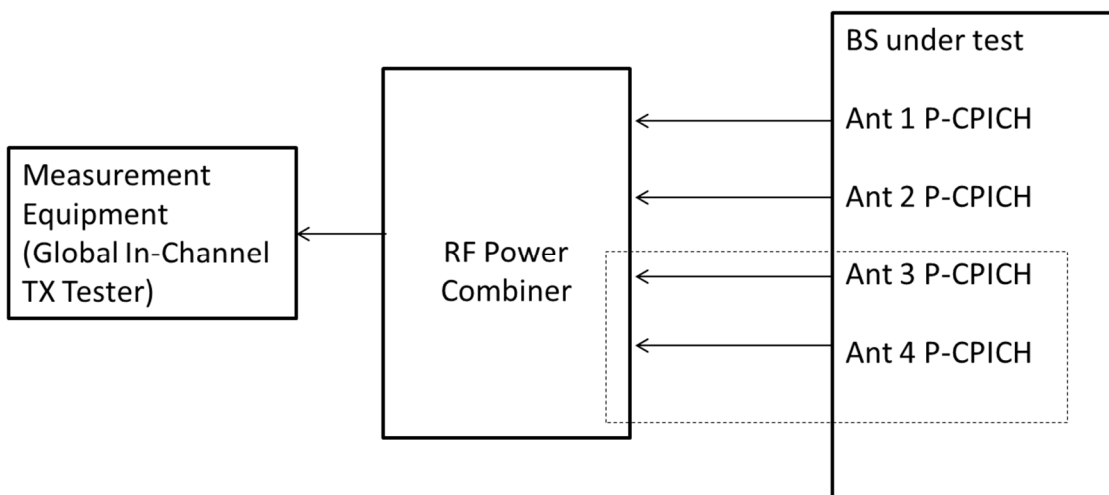 BS under test
Ant 1 P-CPICH
Ant 2 P-CPICH
Ant 3 P-CPICH
Ant 4 P-CPICH
RF Power
Combiner
Measurement
Equipment
(Global In-Channel
TX Tester)